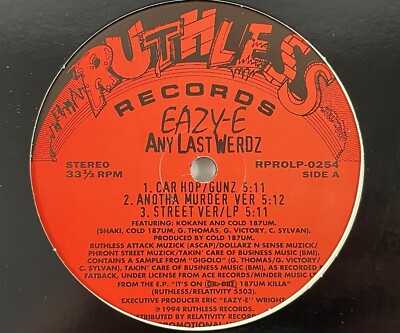 RUTHLESS
RECORDS
EAZY-E
ANY LAST WERDZ
STEREO
33⅓ RPM
RPROLP-0254
SIDE A
1. CAR HOP/GUNZ 5:11
2. ANOTHA MURDER VER 5:12
3. STREET VER/LP 5:11
FEATURING: KOKANE AND COLD 187UM.
(SHAKI, COLD 187UM, G. THOMAS, G. VICTORY, C. SYLVAN).
PRODUCED BY COLD 187UM.
RUTHLESS ATTACK MUZICK (ASCAP)/DOLLARZ N SENSE MUZICK/
PHRONT STREET MUZICK/TAKIN' CARE OF BUSINESS MUSIC (BMI).
CONTAINS A SAMPLE FROM "GIGOLO" (G. THOMAS/G. VICTORY/
C. SYLVAN), TAKIN' CARE OF BUSINESS MUSIC (BMI), AS RECORDED BY
FATBACK, UNDER LICENSE FROM ACE RECORDS/MINDER MUSIC LTD
FROM THE E.P. "IT'S ON (DR. DRE) 187UM KILLA"
(RUTHLESS/RELATIVITY 5503).
EXECUTIVE PRODUCER ERIC "EAZY-E" WRIGHT
℗ 1994 RUTHLESS RECORDS.
DISTRIBUTED BY RELATIVITY RECORDS
PROMOTIONAL